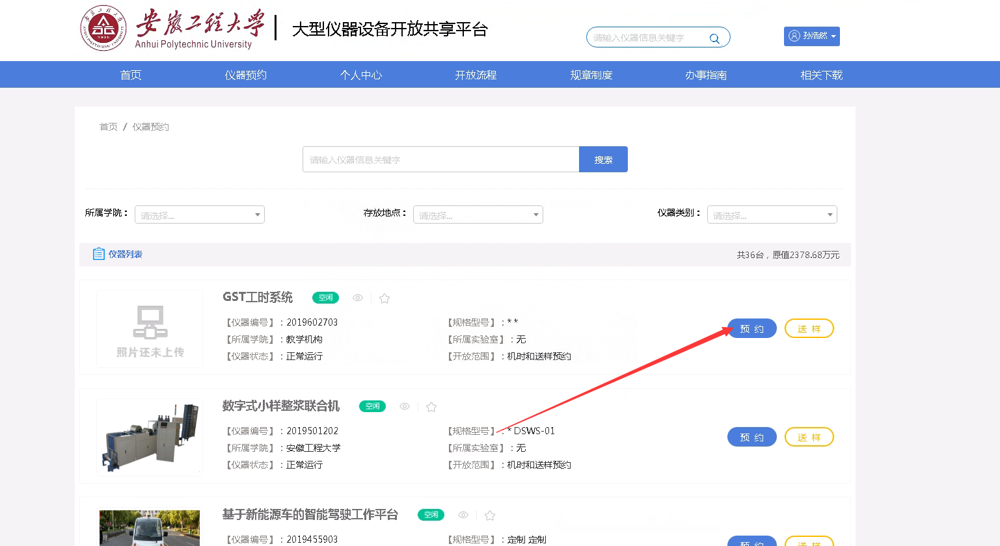 安徽工程大学
Anhui Polytechnic University
大型仪器设备开放共享平台
请输入仪器信息关键字
孙浩然
首页 仪器预约 个人中心 开放流程 规章制度 办事指南 相关下载
首页 / 仪器预约
请输入仪器信息关键字 搜索
所属学院： 请选择... 存放地点： 请选择... 仪器类别： 请选择...
仪器列表 共36台，原值2378.68万元
GST工时系统 空闲
照片还未上传
【仪器编号】：2019602703 【规格型号】：* *
【所属学院】：教学机构 【所属实验室】：无
【仪器状态】：正常运行 【开放范围】：机时和送样预约
预 约 送 样
数字式小样整浆联合机 空闲
【仪器编号】：2019501202 【规格型号】：* DSWS-01
【所属学院】：安徽工程大学 【所属实验室】：无
【仪器状态】：正常运行 【开放范围】：机时和送样预约
预 约 送 样
基于新能源车的智能驾驶工作平台 空闲
【仪器编号】：2019455903 【规格型号】：定制 定制
预 约 送 样